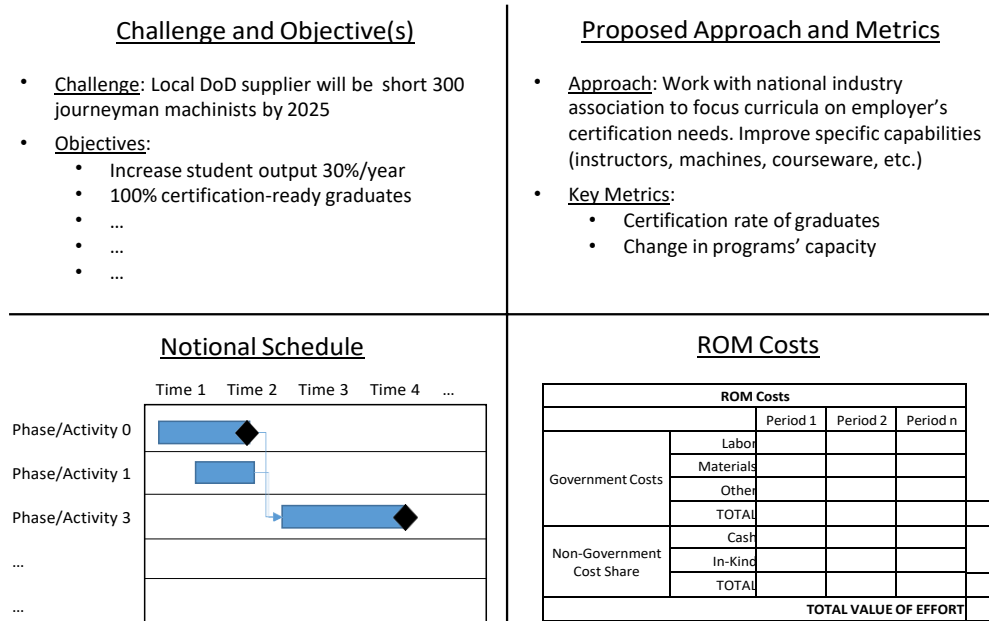 Challenge and Objective(s)
• Challenge: Local DoD supplier will be short 300
journeyman machinists by 2025
• Objectives:
• Increase student output 30%/year
• 100% certification-ready graduates
• ...
• ...
• ...
Proposed Approach and Metrics
• Approach: Work with national industry
association to focus curricula on employer’s
certification needs. Improve specific capabilities
(instructors, machines, courseware, etc.)
• Key Metrics:
• Certification rate of graduates
• Change in programs’ capacity
Notional Schedule
Time 1 Time 2 Time 3 Time 4 ...
Phase/Activity 0
Phase/Activity 1
Phase/Activity 3
...
...
ROM Costs
ROM Costs
Period 1 Period 2 Period n
Government Costs
Labor
Materials
Other
TOTAL
Non-Government
Cost Share
Cash
In-Kind
TOTAL
TOTAL VALUE OF EFFORT